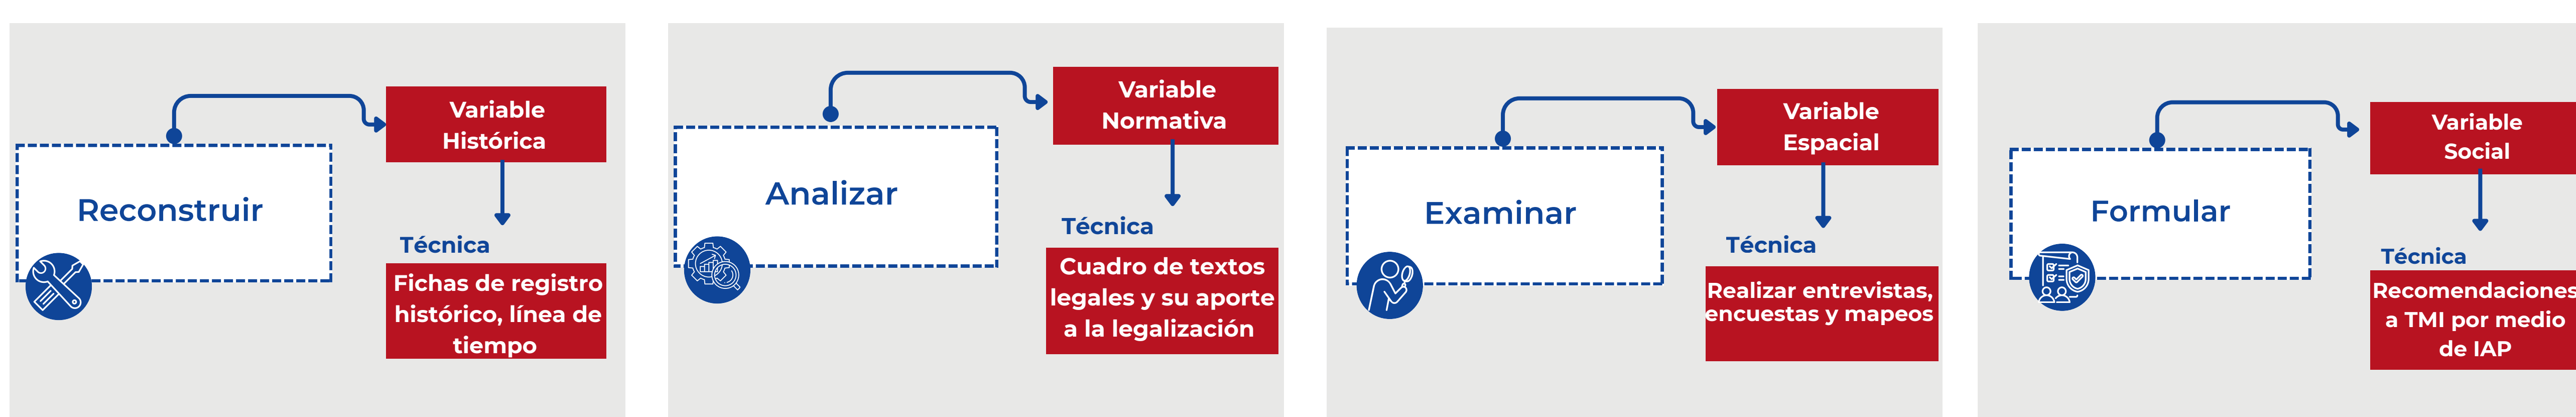 Reconstruir
Variable
Histórica
Técnica
Fichas de registro
histórico, línea de
tiempo
Analizar
Variable
Normativa
Técnica
Cuadro de textos
legales y su aporte
a la legalización
Examinar
Variable
Espacial
Técnica
Realizar entrevistas,
encuestas y mapeos
Formular
Variable
Social
Técnica
Recomendaciones
a TMI por medio
de IAP